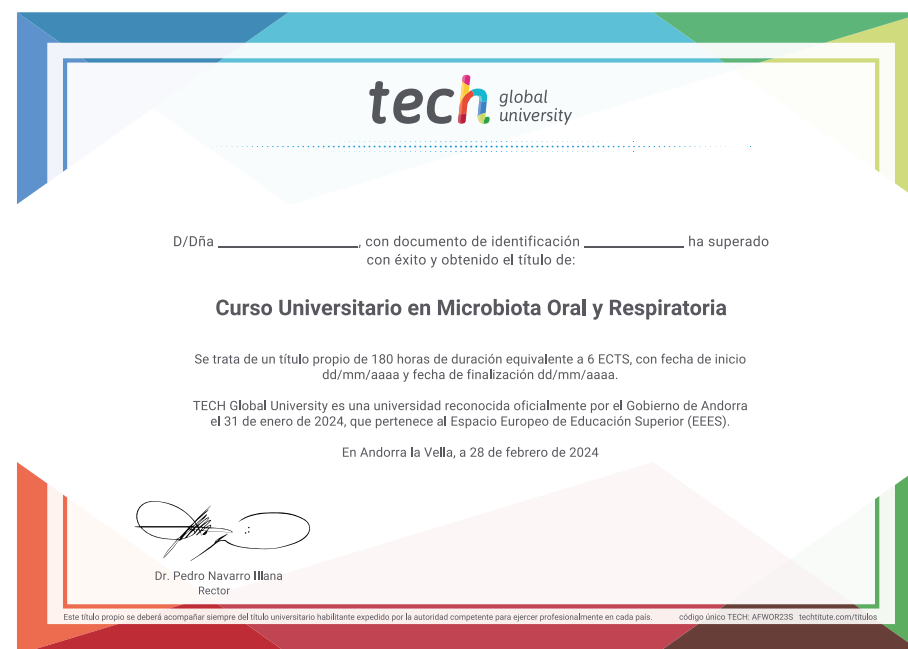 tech global
university
D/Dña ______________, con documento de identificación __________ ha superado
con éxito y obtenido el título de:
Curso Universitario en Microbiota Oral y Respiratoria
Se trata de un título propio de 180 horas de duración equivalente a 6 ECTS, con fecha de inicio
dd/mm/aaaa y fecha de finalización dd/mm/aaaa.
TECH Global University es una universidad reconocida oficialmente por el Gobierno de Andorra
el 31 de enero de 2024, que pertenece al Espacio Europeo de Educación Superior (EEES).
En Andorra la Vella, a 28 de febrero de 2024
Dr. Pedro Navarro Illana
Rector
Este título propio se deberá acompañar siempre del título universitario habilitante expedido por la autoridad competente para ejercer profesionalmente en cada país. código único TECH: AFWOR23S techtitute.com/titulos